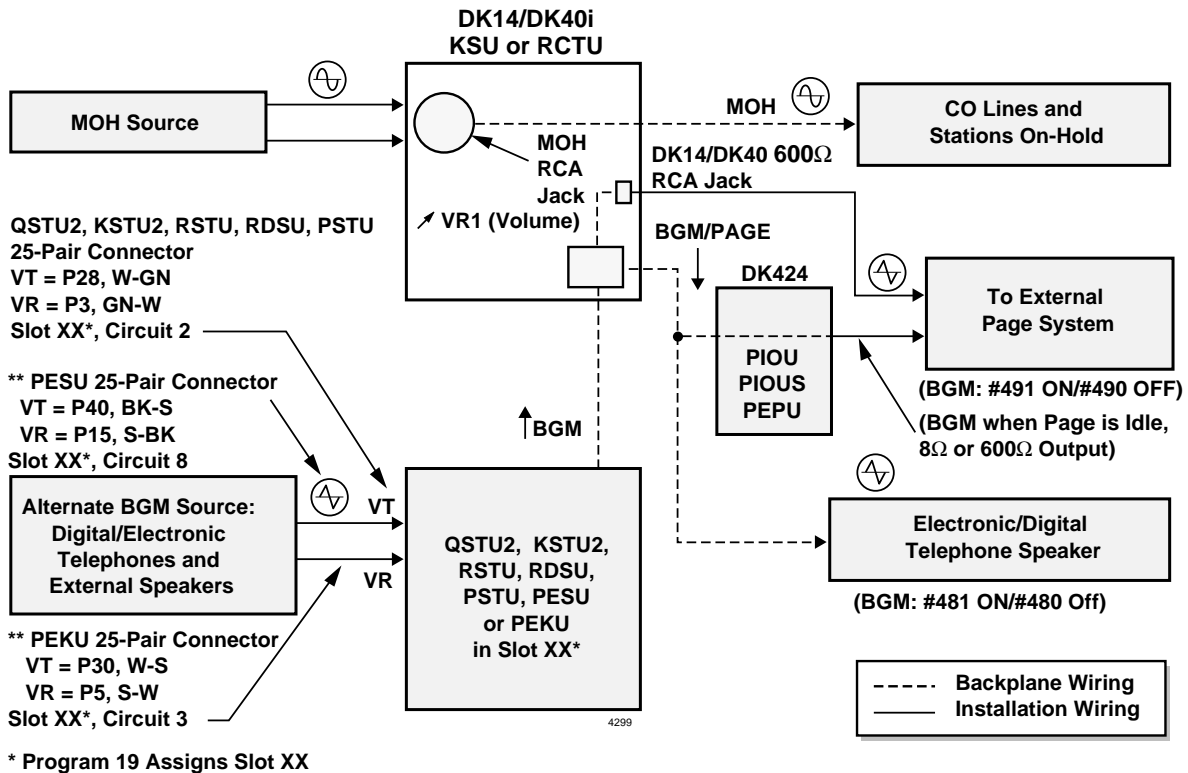 DK14/DK40i
KSU or RCTU
MOH Source
MOH
RCA
Jack
VR1 (Volume)
MOH
CO Lines and
Stations On-Hold
DK14/DK40 600Ω
RCA Jack
QSTU2, KSTU2, RSTU, RDSU, PSTU
25-Pair Connector
VT = P28, W-GN
VR = P3, GN-W
Slot XX*, Circuit 2
BGM/PAGE
DK424
PIOU
PIOUS
PEPU
To External
Page System
(BGM: #491 ON/#490 OFF)
(BGM when Page is Idle,
8Ω or 600Ω Output)
** PESU 25-Pair Connector
VT = P40, BK-S
VR = P15, S-BK
Slot XX*, Circuit 8
BGM
Alternate BGM Source:
Digital/Electronic
Telephones and
External Speakers
VT
VR
QSTU2, KSTU2,
RSTU, RDSU,
PSTU, PESU
or PEKU
in Slot XX*
Electronic/Digital
Telephone Speaker
(BGM: #481 ON/#480 Off)
** PEKU 25-Pair Connector
VT = P30, W-S
VR = P5, S-W
Slot XX*, Circuit 3
4299
Backplane Wiring
Installation Wiring
* Program 19 Assigns Slot XX